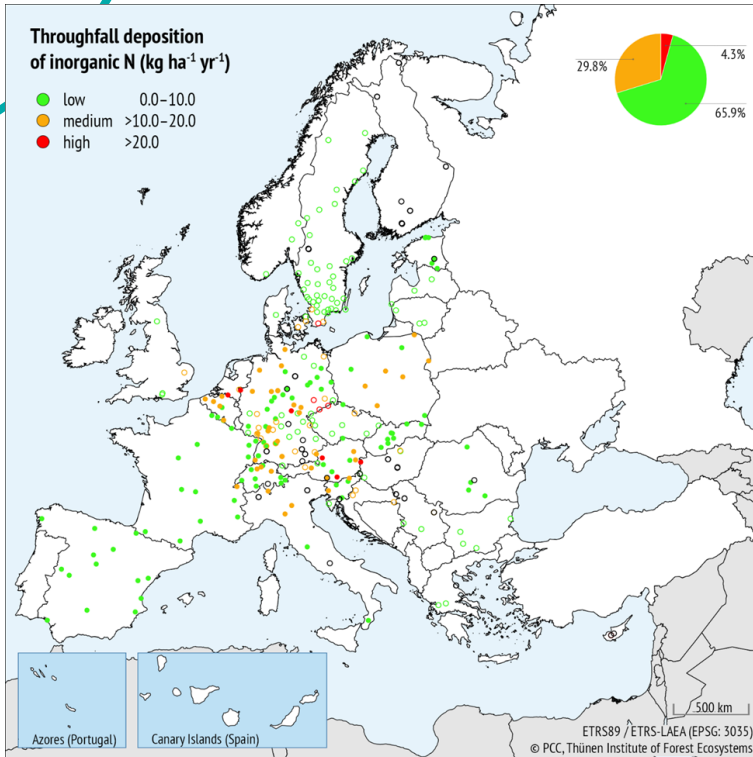 Throughfall deposition
of inorganic N (kg ha⁻¹ yr⁻¹)
low 0.0–10.0
medium >10.0–20.0
high >20.0
4.3%
29.8%
65.9%
Azores (Portugal)
Canary Islands (Spain)
500 km
ETRS89 / ETRS-LAEA (EPSG: 3035)
© PCC, Thünen Institute of Forest Ecosystems